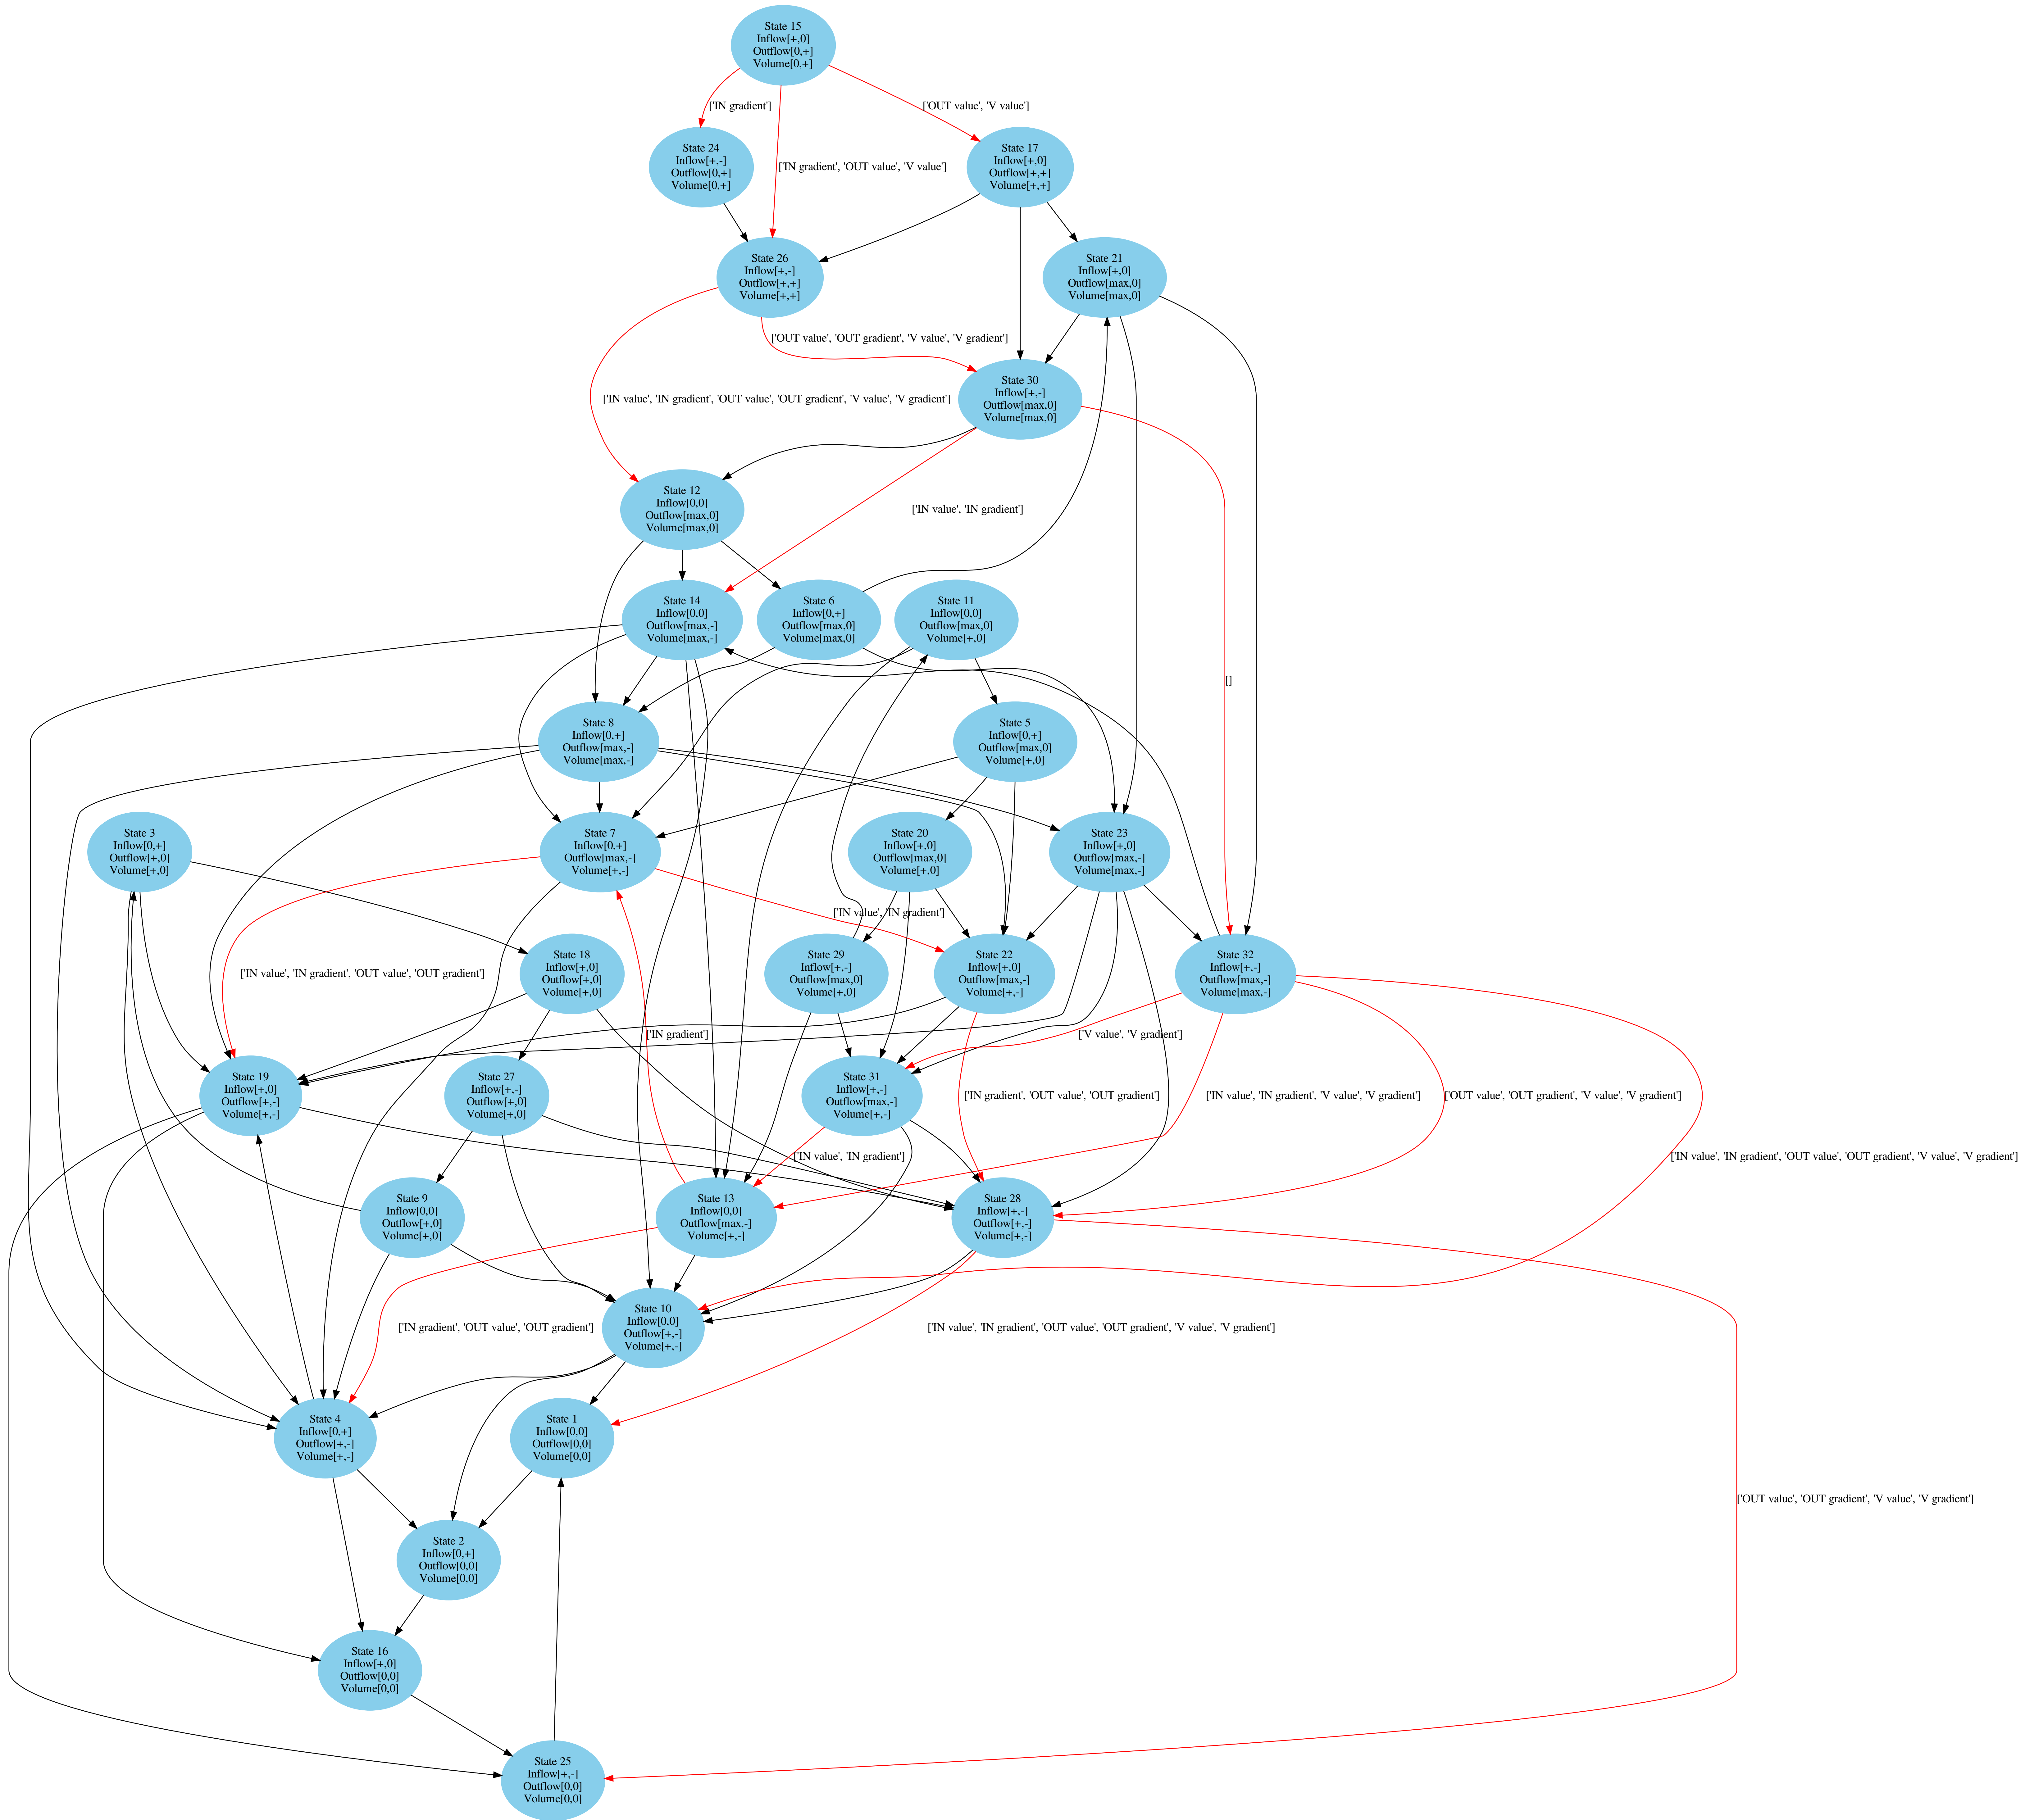 State 15
Inflow[+,0]
Outflow[0,+]
Volume[0,+]
['IN gradient']
['OUT value', 'V value']
State 24
Inflow[+,-]
Outflow[0,+]
Volume[0,+]
['IN gradient', 'OUT value', 'V value']
State 17
Inflow[+,0]
Outflow[+,+]
Volume[+,+]
State 26
Inflow[+,-]
Outflow[+,+]
Volume[+,+]
State 21
Inflow[+,0]
Outflow[max,0]
Volume[max,0]
['OUT value', 'OUT gradient', 'V value', 'V gradient']
['IN value', 'IN gradient', 'OUT value', 'OUT gradient', 'V value', 'V gradient']
State 30
Inflow[+,-]
Outflow[max,0]
Volume[max,0]
State 12
Inflow[0,0]
Outflow[max,0]
Volume[max,0]
['IN value', 'IN gradient']
State 14
Inflow[0,0]
Outflow[max,-]
Volume[max,-]
State 6
Inflow[0,+]
Outflow[max,0]
Volume[max,0]
State 11
Inflow[0,0]
Outflow[max,0]
Volume[+,0]
[]
State 8
Inflow[0,+]
Outflow[max,-]
Volume[max,-]
State 5
Inflow[0,+]
Outflow[max,0]
Volume[+,0]
State 3
Inflow[0,+]
Outflow[+,0]
Volume[+,0]
State 7
Inflow[0,+]
Outflow[max,-]
Volume[+,-]
State 20
Inflow[+,0]
Outflow[max,0]
Volume[+,0]
State 23
Inflow[+,0]
Outflow[max,-]
Volume[max,-]
['IN value', 'IN gradient']
['IN value', 'IN gradient', 'OUT value', 'OUT gradient']
State 18
Inflow[+,0]
Outflow[+,0]
Volume[+,0]
State 29
Inflow[+,-]
Outflow[max,0]
Volume[+,0]
State 22
Inflow[+,0]
Outflow[max,-]
Volume[+,-]
State 32
Inflow[+,-]
Outflow[max,-]
Volume[max,-]
['IN gradient']
['V value', 'V gradient']
State 19
Inflow[+,0]
Outflow[+,-]
Volume[+,-]
State 27
Inflow[+,-]
Outflow[+,0]
Volume[+,0]
State 31
Inflow[+,-]
Outflow[max,-]
Volume[+,-]
['IN gradient', 'OUT value', 'OUT gradient']
['IN value', 'IN gradient', 'V value', 'V gradient']
['OUT value', 'OUT gradient', 'V value', 'V gradient']
['IN value', 'IN gradient']
['IN value', 'IN gradient', 'OUT value', 'OUT gradient', 'V value', 'V gradient']
State 9
Inflow[0,0]
Outflow[+,0]
Volume[+,0]
State 13
Inflow[0,0]
Outflow[max,-]
Volume[+,-]
State 28
Inflow[+,-]
Outflow[+,-]
Volume[+,-]
['IN gradient', 'OUT value', 'OUT gradient']
State 10
Inflow[0,0]
Outflow[+,-]
Volume[+,-]
['IN value', 'IN gradient', 'OUT value', 'OUT gradient', 'V value', 'V gradient']
State 4
Inflow[0,+]
Outflow[+,-]
Volume[+,-]
State 1
Inflow[0,0]
Outflow[0,0]
Volume[0,0]
['OUT value', 'OUT gradient', 'V value', 'V gradient']
State 2
Inflow[0,+]
Outflow[0,0]
Volume[0,0]
State 16
Inflow[+,0]
Outflow[0,0]
Volume[0,0]
State 25
Inflow[+,-]
Outflow[0,0]
Volume[0,0]